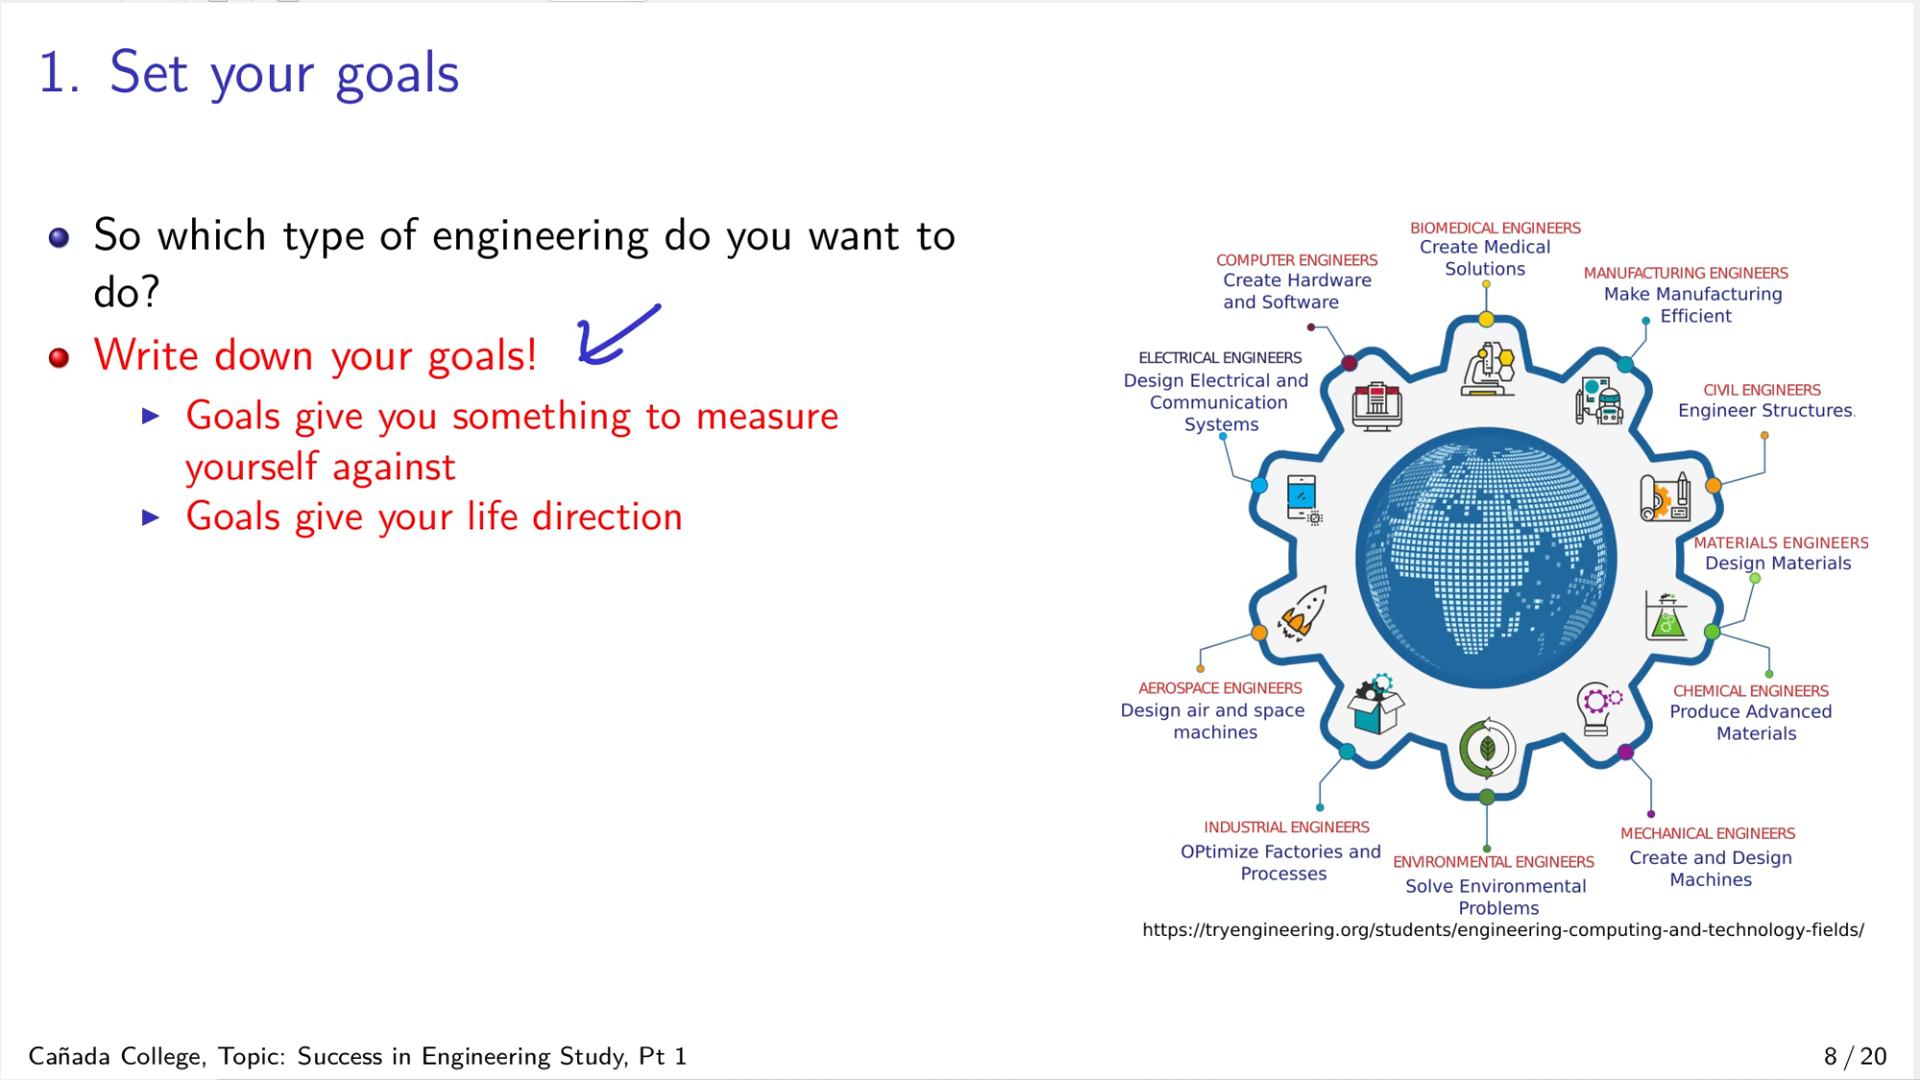 1. Set your goals
So which type of engineering do you want to
do?
Write down your goals!
Goals give you something to measure
yourself against
Goals give your life direction
BIOMEDICAL ENGINEERS
Create Medical
Solutions
COMPUTER ENGINEERS
Create Hardware
and Software
MANUFACTURING ENGINEERS
Make Manufacturing
Efficient
ELECTRICAL ENGINEERS
Design Electrical and
Communication
Systems
CIVIL ENGINEERS
Engineer Structures.
MATERIALS ENGINEERS
Design Materials
AEROSPACE ENGINEERS
Design air and space
machines
CHEMICAL ENGINEERS
Produce Advanced
Materials
INDUSTRIAL ENGINEERS
OPtimize Factories and
Processes
ENVIRONMENTAL ENGINEERS
Solve Environmental
Problems
MECHANICAL ENGINEERS
Create and Design
Machines
https://tryengineering.org/students/engineering-computing-and-technology-fields/
Cañada College, Topic: Success in Engineering Study, Pt 1
8 / 20